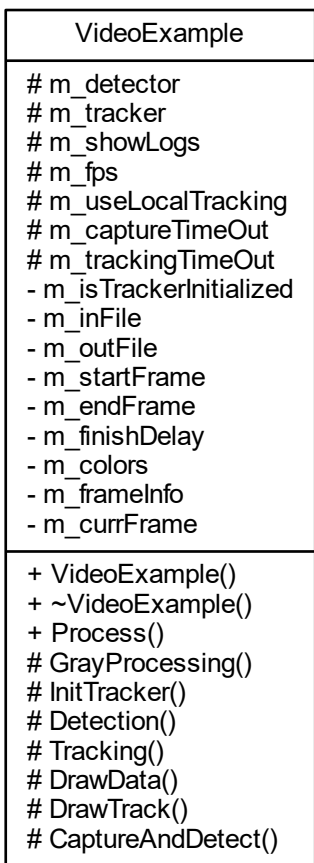 VideoExample
# m_detector
# m_tracker
# m_showLogs
# m_fps
# m_useLocalTracking
# m_captureTimeOut
# m_trackingTimeOut
- m_isTrackerInitialized
- m_inFile
- m_outFile
- m_startFrame
- m_endFrame
- m_finishDelay
- m_colors
- m_frameInfo
- m_currFrame
+ VideoExample()
+ ~VideoExample()
+ Process()
# GrayProcessing()
# InitTracker()
# Detection()
# Tracking()
# DrawData()
# DrawTrack()
# CaptureAndDetect()